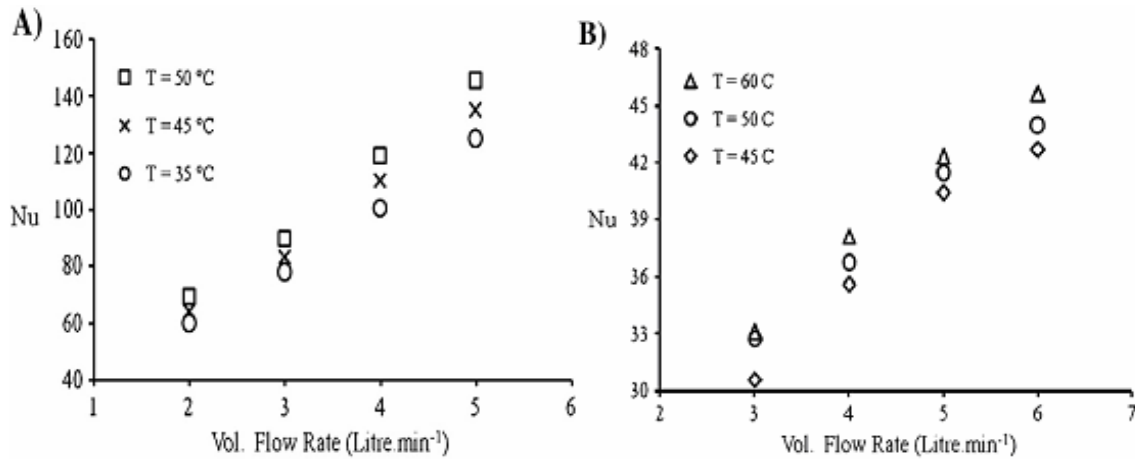 A)
160
140
120
100
80
60
40
Nu
T = 50 °C
T = 45 °C
T = 35 °C
1 2 3 4 5 6
Vol. Flow Rate (Litre.min-1)
B)
48
45
42
39
36
33
30
Nu
T = 60 C
T = 50 C
T = 45 C
2 3 4 5 6 7
Vol. Flow Rate (Litre.min-1)